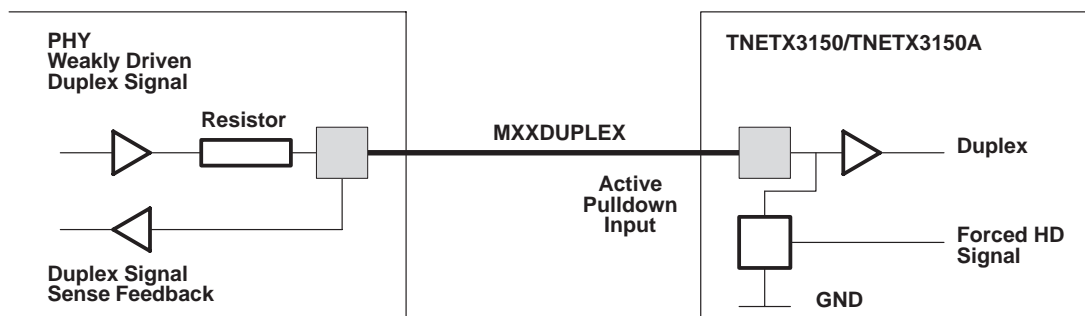 PHY
Weakly Driven
Duplex Signal
Resistor
Duplex Signal
Sense Feedback
MXXDUPLEX
Active
Pulldown
Input
TNETX3150/TNETX3150A
Duplex
Forced HD
Signal
GND